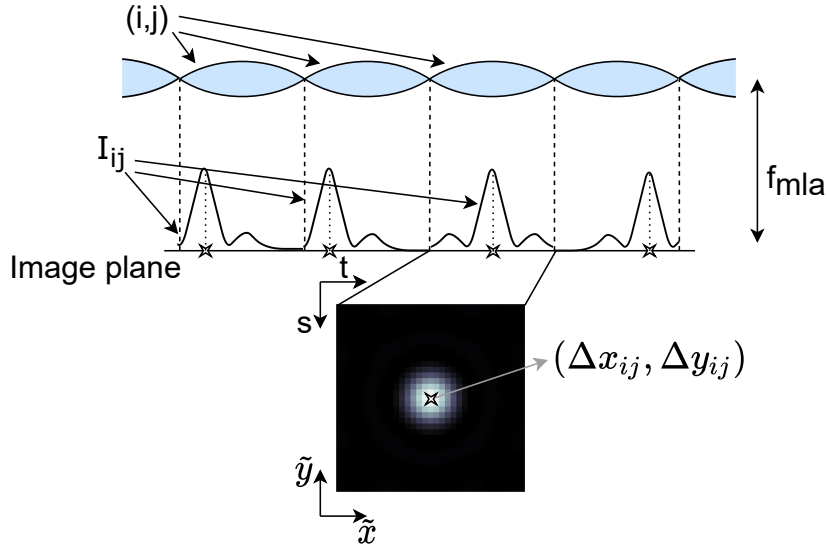 (i,j)
I_ij
f_mla
Image plane
t
s
(Δx_ij, Δy_ij)
ỹ
x̃